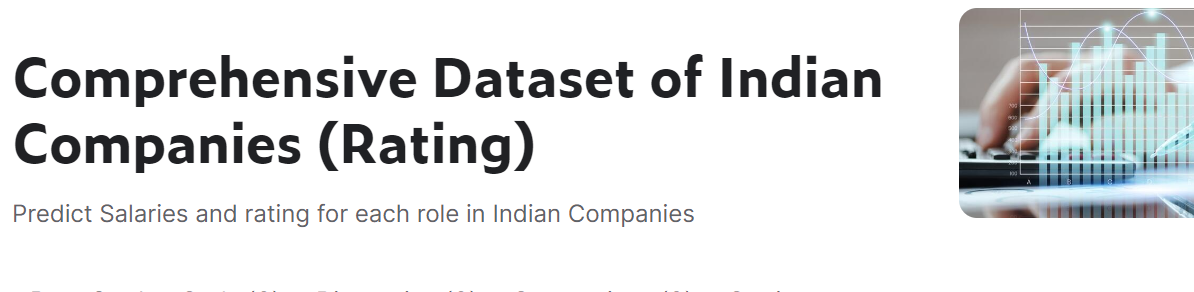 Comprehensive Dataset of Indian
Companies (Rating)
Predict Salaries and rating for each role in Indian Companies